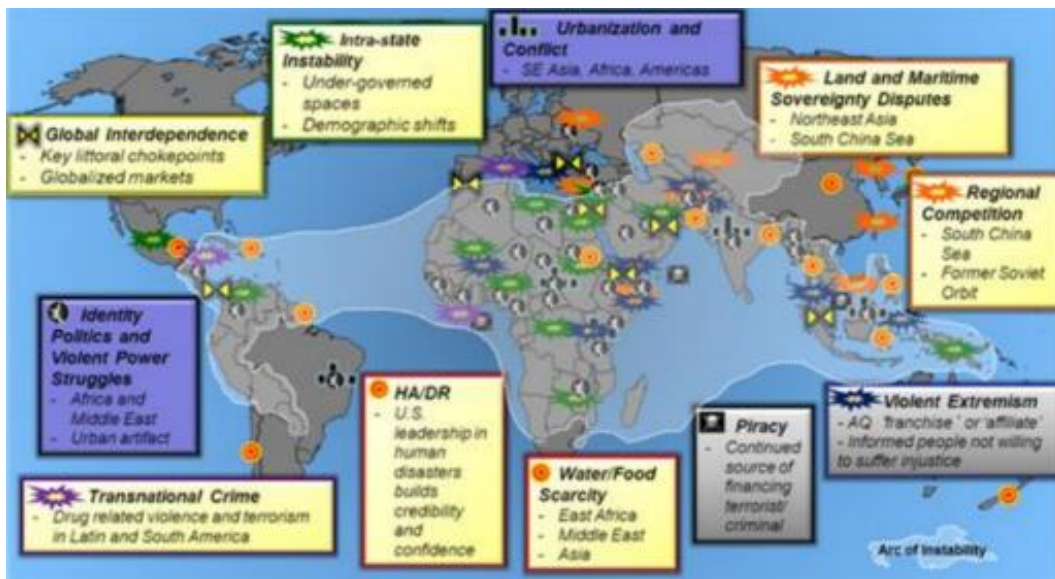 Intra-state
Instability
- Under-governed
spaces
- Demographic shifts
Urbanization and
Conflict
- SE Asia, Africa, Americas
Land and Maritime
Sovereignty Disputes
- Northeast Asia
- South China Sea
Global Interdependence
- Key littoral chokepoints
- Globalized markets
Regional
Competition
- South China
Sea
- Former Soviet
Orbit
Identity
Politics and
Violent Power
Struggles
- Africa and
Middle East
- Urban artifact
HA/DR
- U.S.
leadership in
human
disasters
builds
credibility
and
confidence
Water/Food
Scarcity
- East Africa
- Middle East
- Asia
Piracy
- Continued
source of
financing
terrorist/
criminal
Violent Extremism
- AQ 'franchise' or 'affiliate'
- Informed people not willing
to suffer injustice
Transnational Crime
- Drug related violence and terrorism
in Latin and South America
Arc of Instability